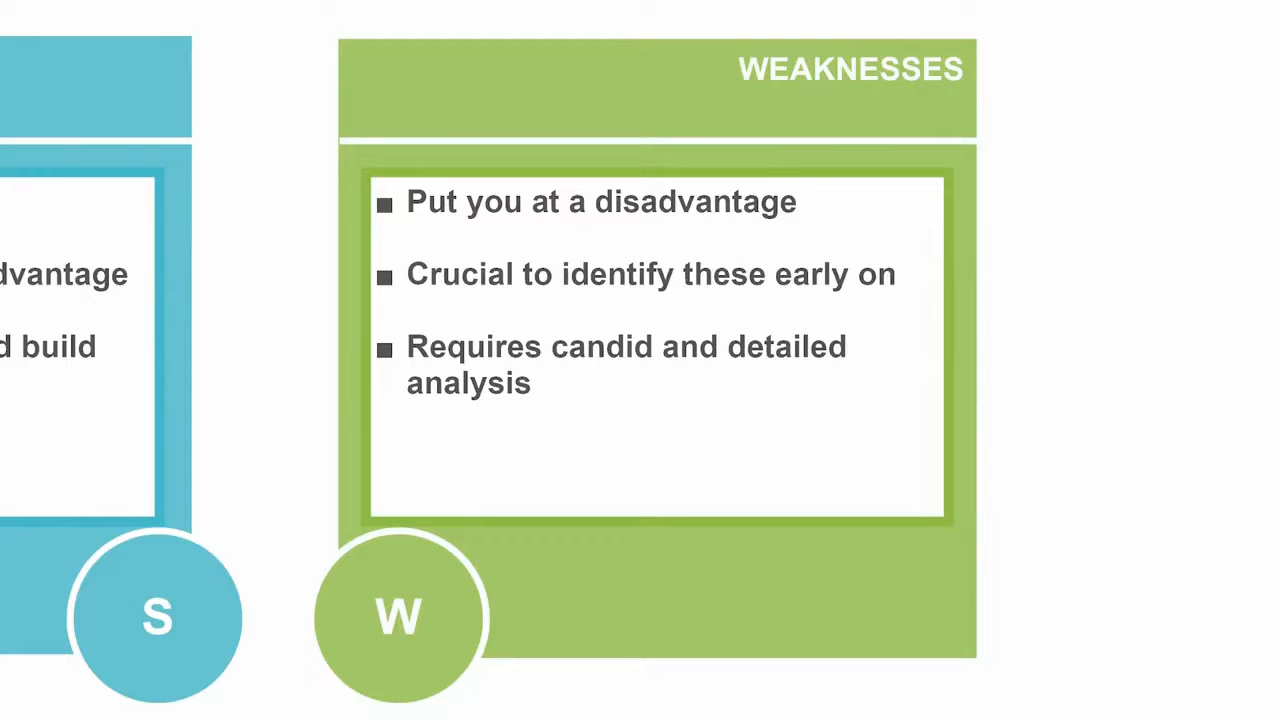 WEAKNESSES
■ Put you at a disadvantage
dvantage
■ Crucial to identify these early on
d build
■ Requires candid and detailed
analysis
S
W